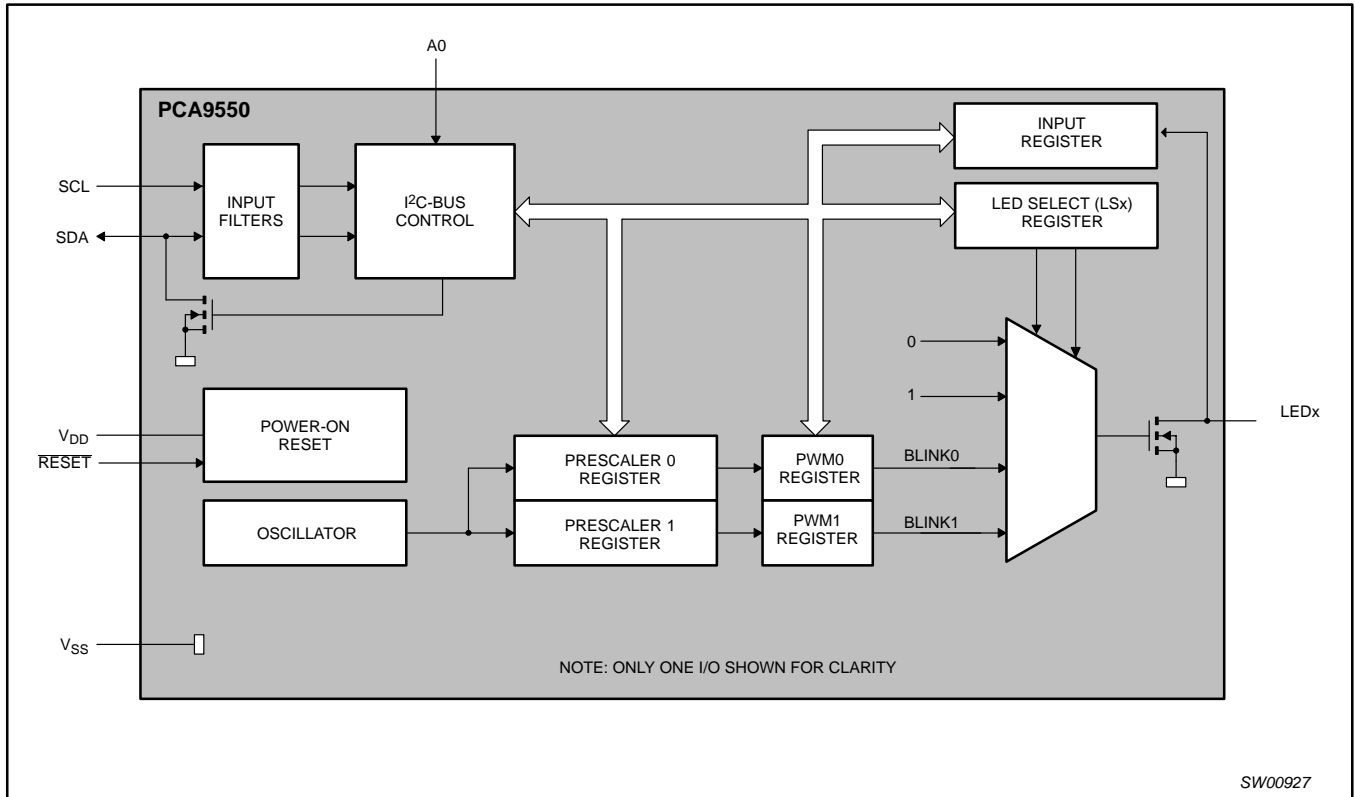 A0
PCA9550
SCL
SDA
INPUT
FILTERS
I²C-BUS
CONTROL
INPUT
REGISTER
LED SELECT (LSx)
REGISTER
0
1
LEDx
V_DD
RESET
POWER-ON
RESET
OSCILLATOR
PRESCALER 0
REGISTER
PRESCALER 1
REGISTER
PWM0
REGISTER
PWM1
REGISTER
BLINK0
BLINK1
V_SS
NOTE: ONLY ONE I/O SHOWN FOR CLARITY
SW00927